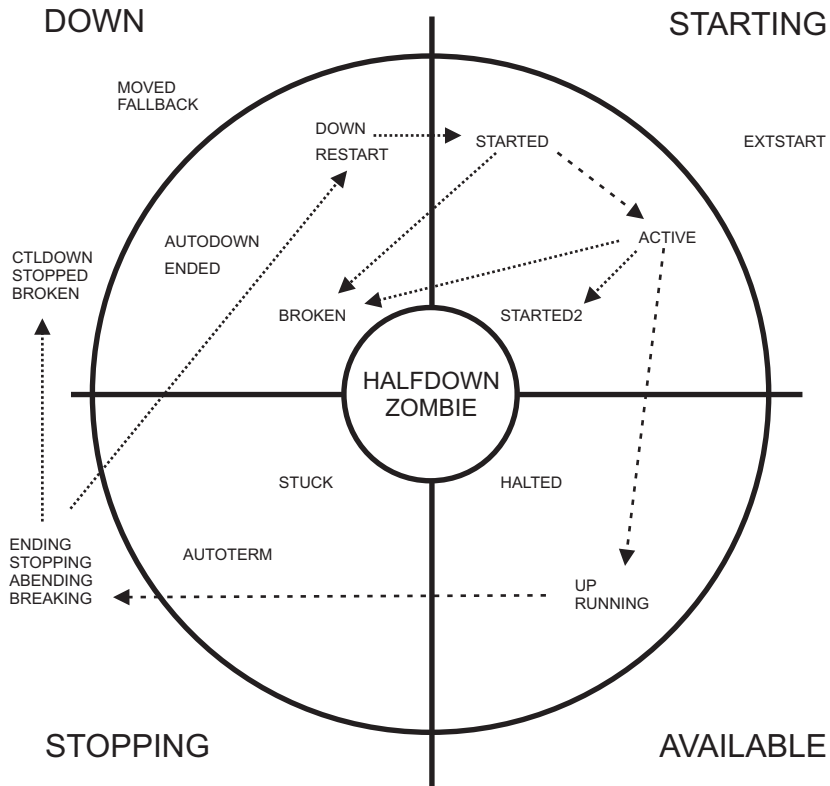 DOWN
STARTING
MOVED
FALLBACK
DOWN
RESTART
STARTED
EXTSTART
AUTODOWN
ENDED
ACTIVE
CTLDOWN
STOPPED
BROKEN
BROKEN
STARTED2
HALFDOWN
ZOMBIE
STUCK
HALTED
ENDING
STOPPING
ABENDING
BREAKING
AUTOTERM
UP
RUNNING
STOPPING
AVAILABLE